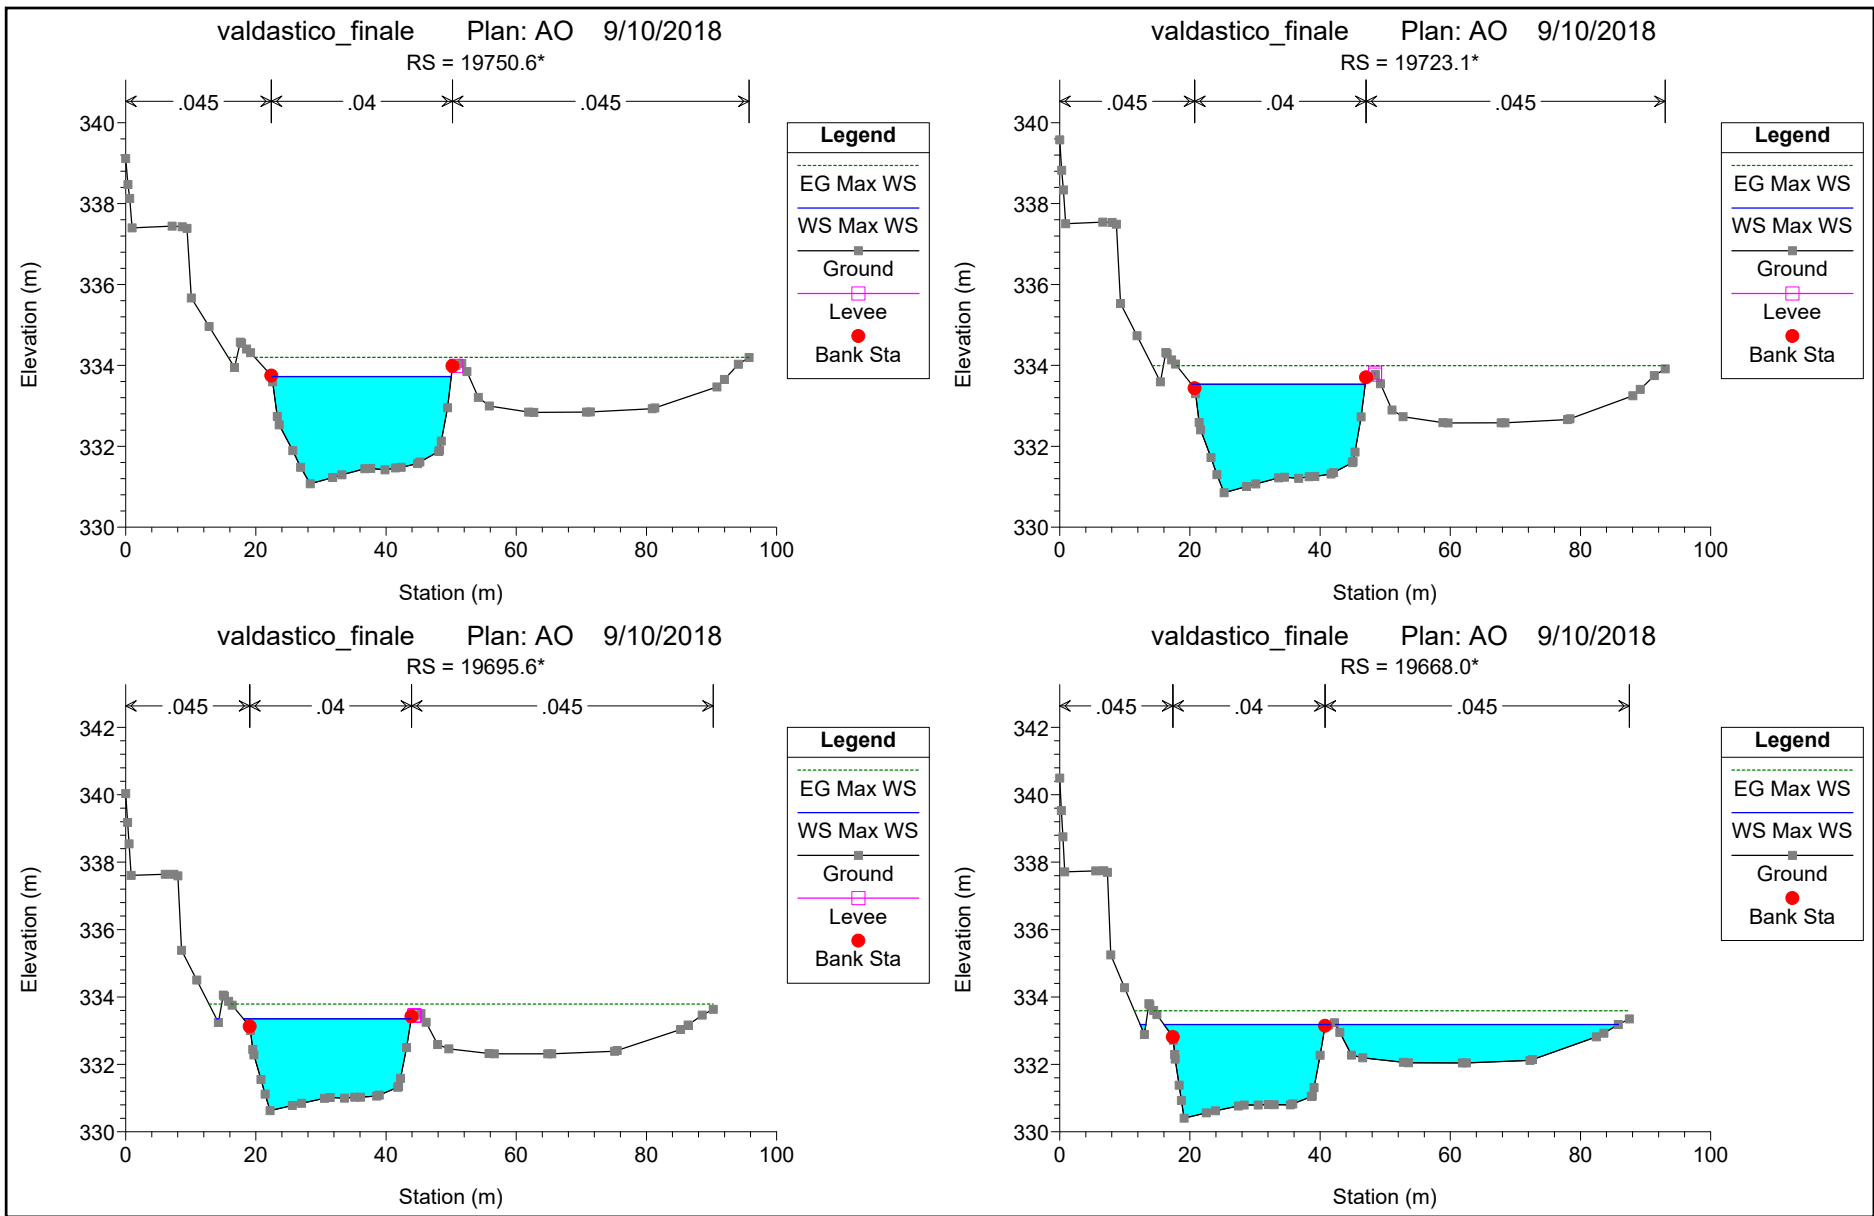 valdastico_finale Plan: AO 9/10/2018
RS = 19750.6*
.045 .04 .045
340
338
336
334
332
330
0 20 40 60 80 100
Elevation (m)
Station (m)
Legend
EG Max WS
WS Max WS
Ground
Levee
Bank Sta
valdastico_finale Plan: AO 9/10/2018
RS = 19723.1*
.045 .04 .045
340
338
336
334
332
330
0 20 40 60 80 100
Elevation (m)
Station (m)
Legend
EG Max WS
WS Max WS
Ground
Levee
Bank Sta
valdastico_finale Plan: AO 9/10/2018
RS = 19695.6*
.045 .04 .045
342
340
338
336
334
332
330
0 20 40 60 80 100
Elevation (m)
Station (m)
Legend
EG Max WS
WS Max WS
Ground
Levee
Bank Sta
valdastico_finale Plan: AO 9/10/2018
RS = 19668.0*
.045 .04 .045
342
340
338
336
334
332
330
0 20 40 60 80 100
Elevation (m)
Station (m)
Legend
EG Max WS
WS Max WS
Ground
Bank Sta